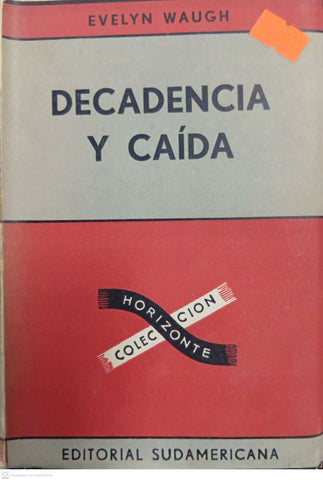 EVELYN WAUGH
DECADENCIA
Y CAÍDA
COLECCION
HORIZONTE
EDITORIAL SUDAMERICANA